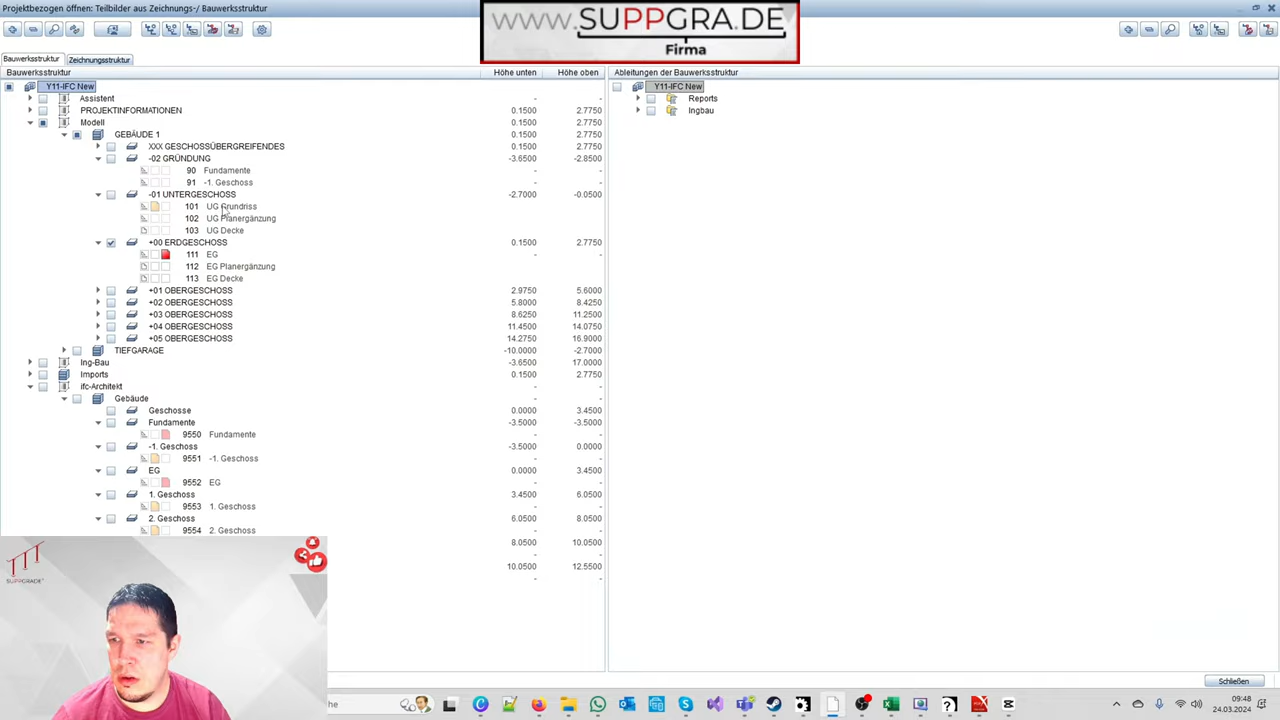 Projektbezogen öffnen: Teilbilder aus Zeichnungs-/ Bauwerksstruktur
www.SUPPGRA.DE
Firma
Bauwerksstruktur Zeichnungsstruktur
Bauwerksstruktur Höhe unten Höhe oben Ableitungen der Bauwerksstruktur
Y11-IFC New Y11-IFC New
Assistent - - Reports
PROJEKTINFORMATIONEN 0.1500 2.7750 Ingbau
Modell 0.1500 2.7750
GEBÄUDE 1 0.1500 2.7750
XXX GESCHOSSÜBERGREIFENDES 0.1500 2.7750
-02 GRÜNDUNG -3.6500 -2.8500
90 Fundamente - -
91 -1. Geschoss - -
-01 UNTERGESCHOSS -2.7000 -0.0500
101 UG Grundriss - -
102 UG Planergänzung - -
103 UG Decke - -
+00 ERDGESCHOSS 0.1500 2.7750
111 EG - -
112 EG Planergänzung
113 EG Decke
+01 OBERGESCHOSS 2.9750 5.6000
+02 OBERGESCHOSS 5.8000 8.4250
+03 OBERGESCHOSS 8.6250 11.2500
+04 OBERGESCHOSS 11.4500 14.0750
+05 OBERGESCHOSS 14.2750 16.9000
TIEFGARAGE -10.0000 -2.7000
Ing-Bau -3.6500 17.0000
Imports 0.1500 2.7750
ifc-Architekt - -
Gebäude - -
Geschosse 0.0000 3.4500
Fundamente -3.5000 -3.5000
9550 Fundamente - -
-1. Geschoss -3.5000 0.0000
9551 -1. Geschoss - -
EG 0.0000 3.4500
9552 EG - -
1. Geschoss 3.4500 6.0500
9553 1. Geschoss - -
2. Geschoss 6.0500 8.0500
9554 2. Geschoss - -
8.0500 10.0500
- -
10.0500 12.5500
- -
SUPPGRADE
Schließen
09:48
24.03.2024